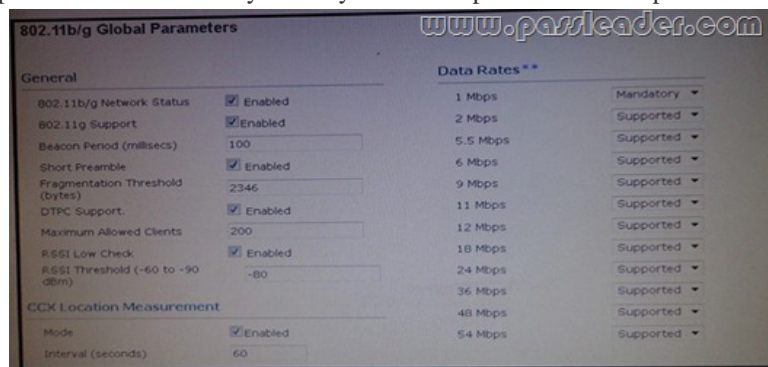 802.11b/g Global Parameters
www.passleader.com
General
802.11b/g Network Status Enabled
802.11g Support Enabled
Beacon Period (millisecs) 100
Short Preamble Enabled
Fragmentation Threshold (bytes) 2346
DTPC Support. Enabled
Maximum Allowed Clients 200
RSSI Low Check Enabled
RSSI Threshold (-60 to -90 dBm) -80
CCX Location Measurement
Mode Enabled
Interval (seconds) 60
Data Rates**
1 Mbps Mandatory
2 Mbps Supported
5.5 Mbps Supported
6 Mbps Supported
9 Mbps Supported
11 Mbps Supported
12 Mbps Supported
18 Mbps Supported
24 Mbps Supported
36 Mbps Supported
48 Mbps Supported
54 Mbps Supported